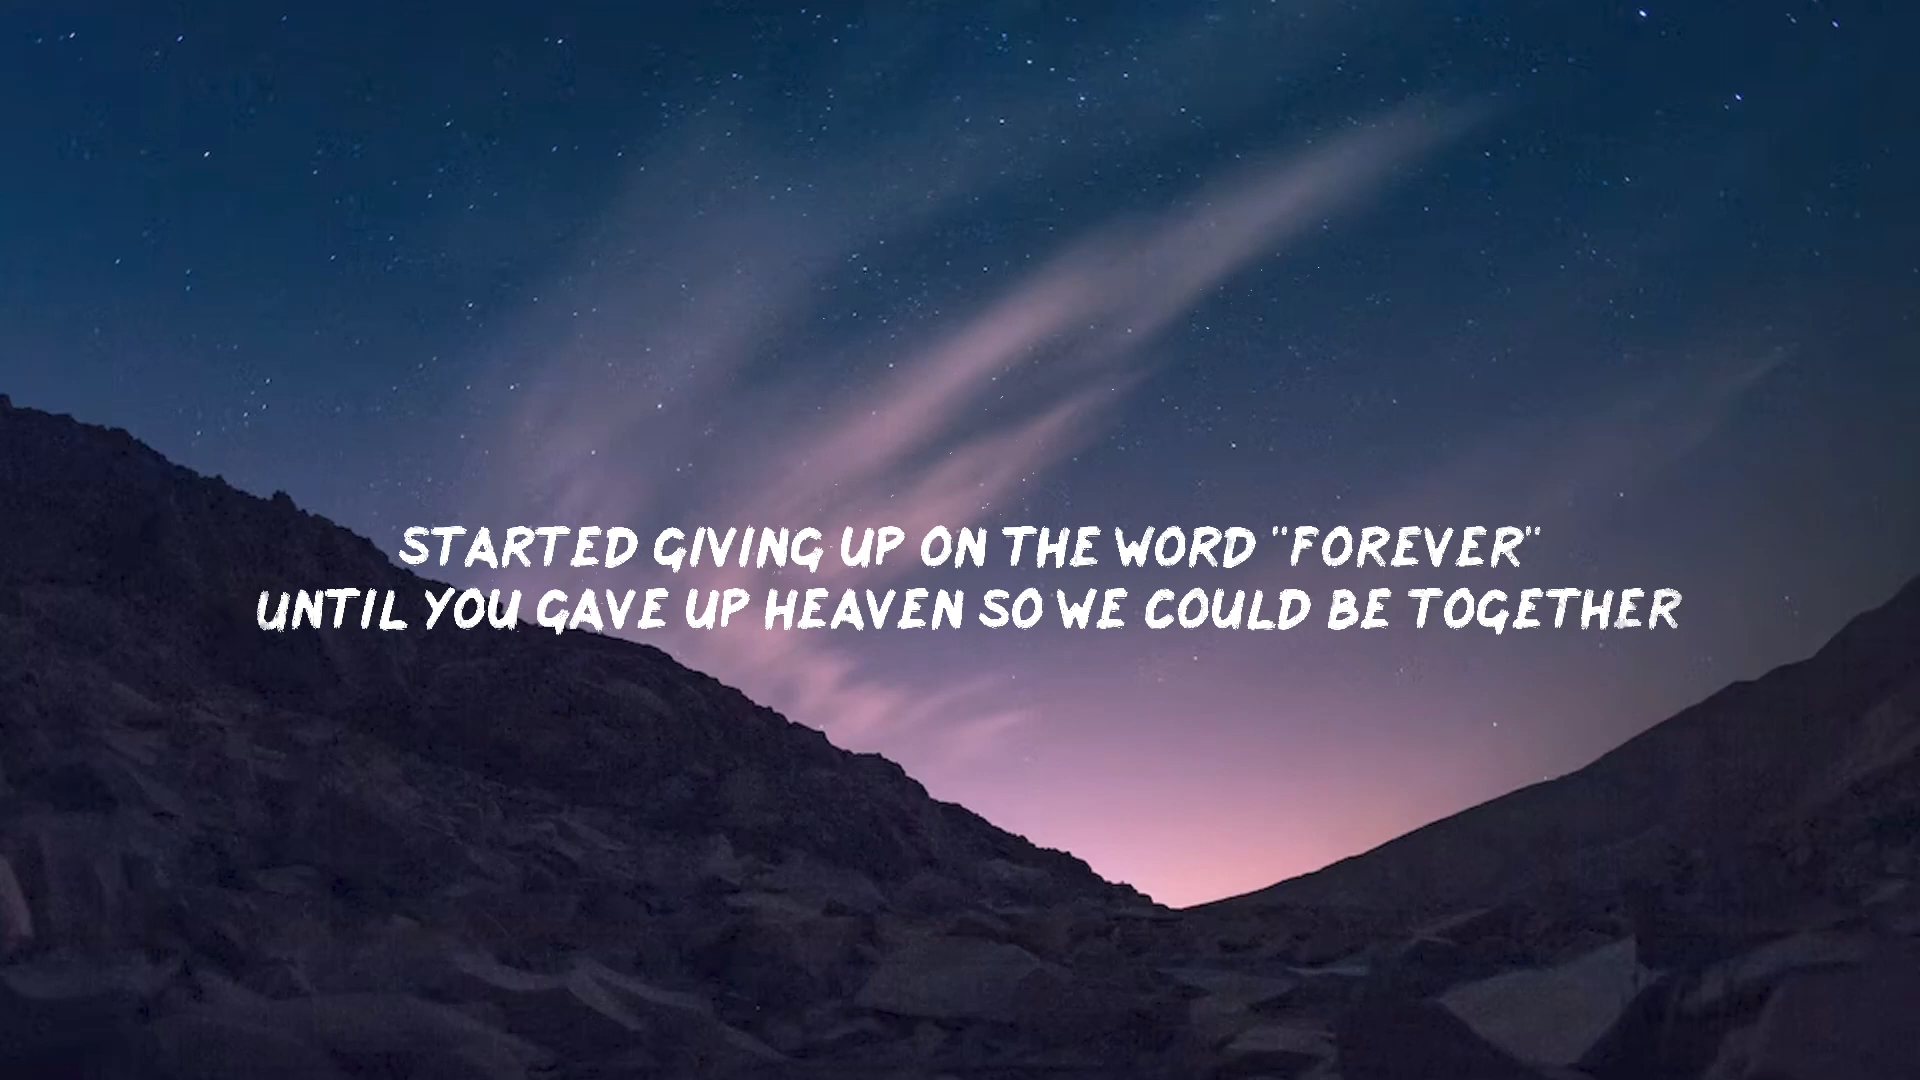 STARTED GIVING UP ON THE WORD "FOREVER"
UNTIL YOU GAVE UP HEAVEN SO WE COULD BE TOGETHER